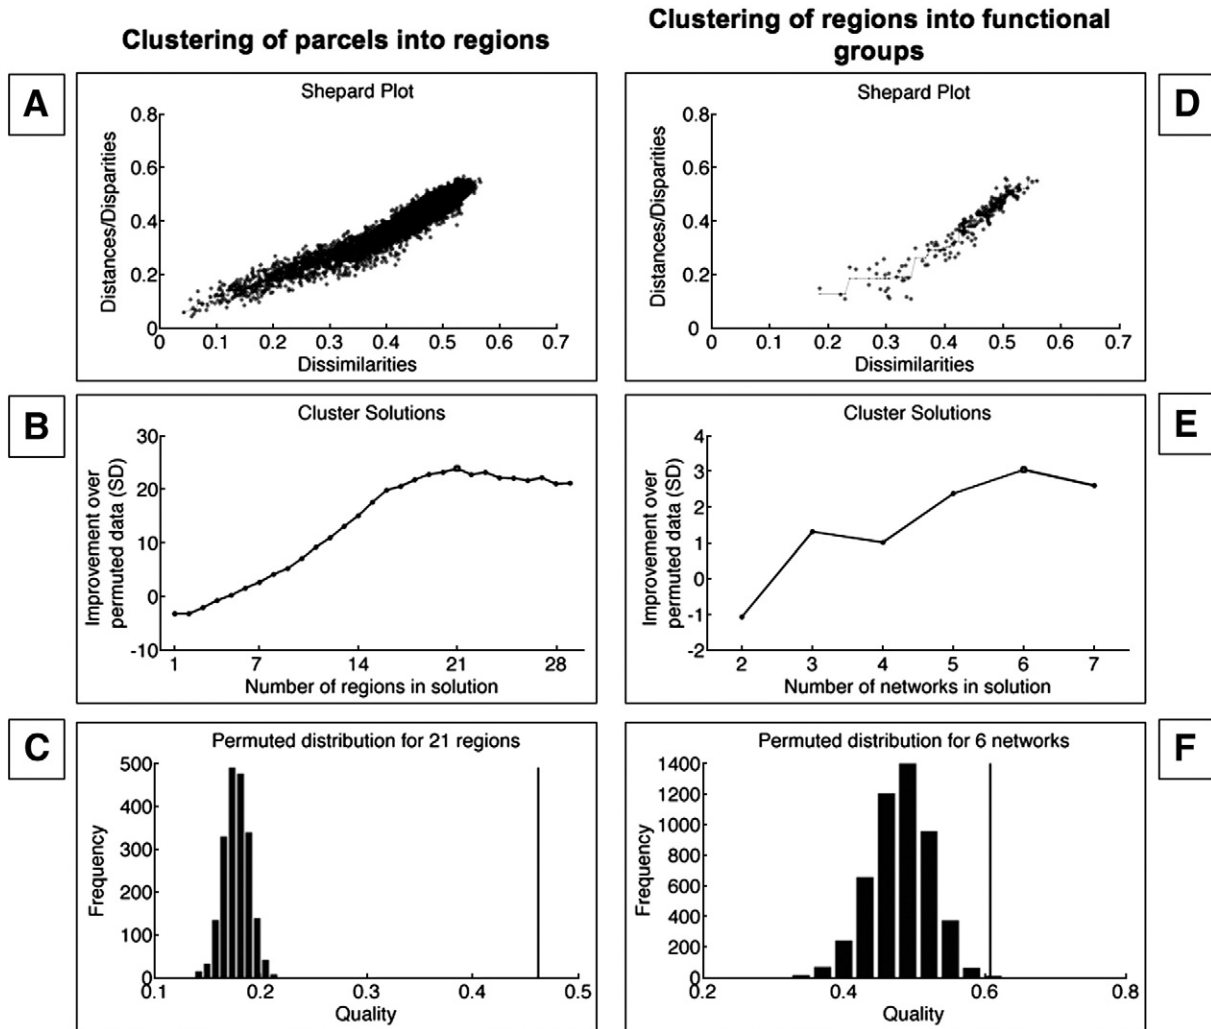 Clustering of parcels into regions
Clustering of regions into functional
groups
A
Shepard Plot
Distances/Disparities
0.8
0.6
0.4
0.2
0
0 0.1 0.2 0.3 0.4 0.5 0.6 0.7
Dissimilarities
D
Shepard Plot
Distances/Disparities
0.8
0.6
0.4
0.2
0
0 0.1 0.2 0.3 0.4 0.5 0.6 0.7
Dissimilarities
B
Cluster Solutions
Improvement over
permuted data (SD)
30
20
10
0
-10
1 7 14 21 28
Number of regions in solution
E
Cluster Solutions
Improvement over
permuted data (SD)
4
3
2
1
0
-1
-2
2 3 4 5 6 7
Number of networks in solution
C
Permuted distribution for 21 regions
Frequency
500
400
300
200
100
0
0.1 0.2 0.3 0.4 0.5
Quality
F
Permuted distribution for 6 networks
Frequency
1400
1200
1000
800
600
400
200
0
0.2 0.4 0.6 0.8
Quality